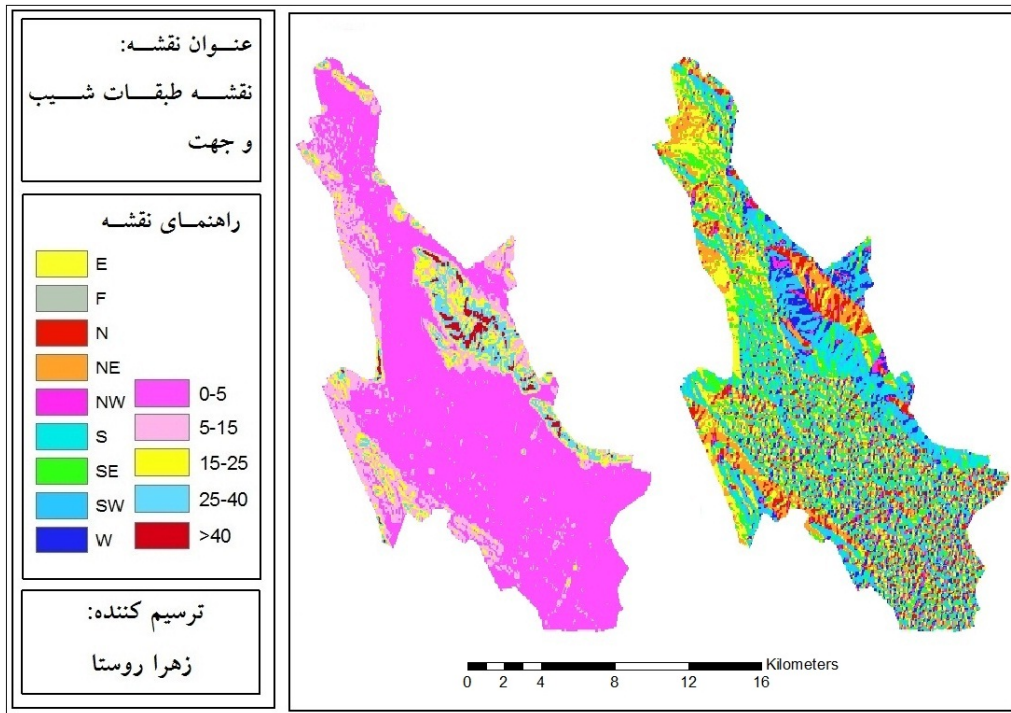 عنوان نقشه:
نقشه طبقات شیب
و جهت
راهنمای نقشه
E
F
N
NE
NW
S
SE
SW
W
0-5
5-15
15-25
25-40
>40
ترسیم کننده:
زهرا روستا
Kilometers
0 2 4 8 12 16